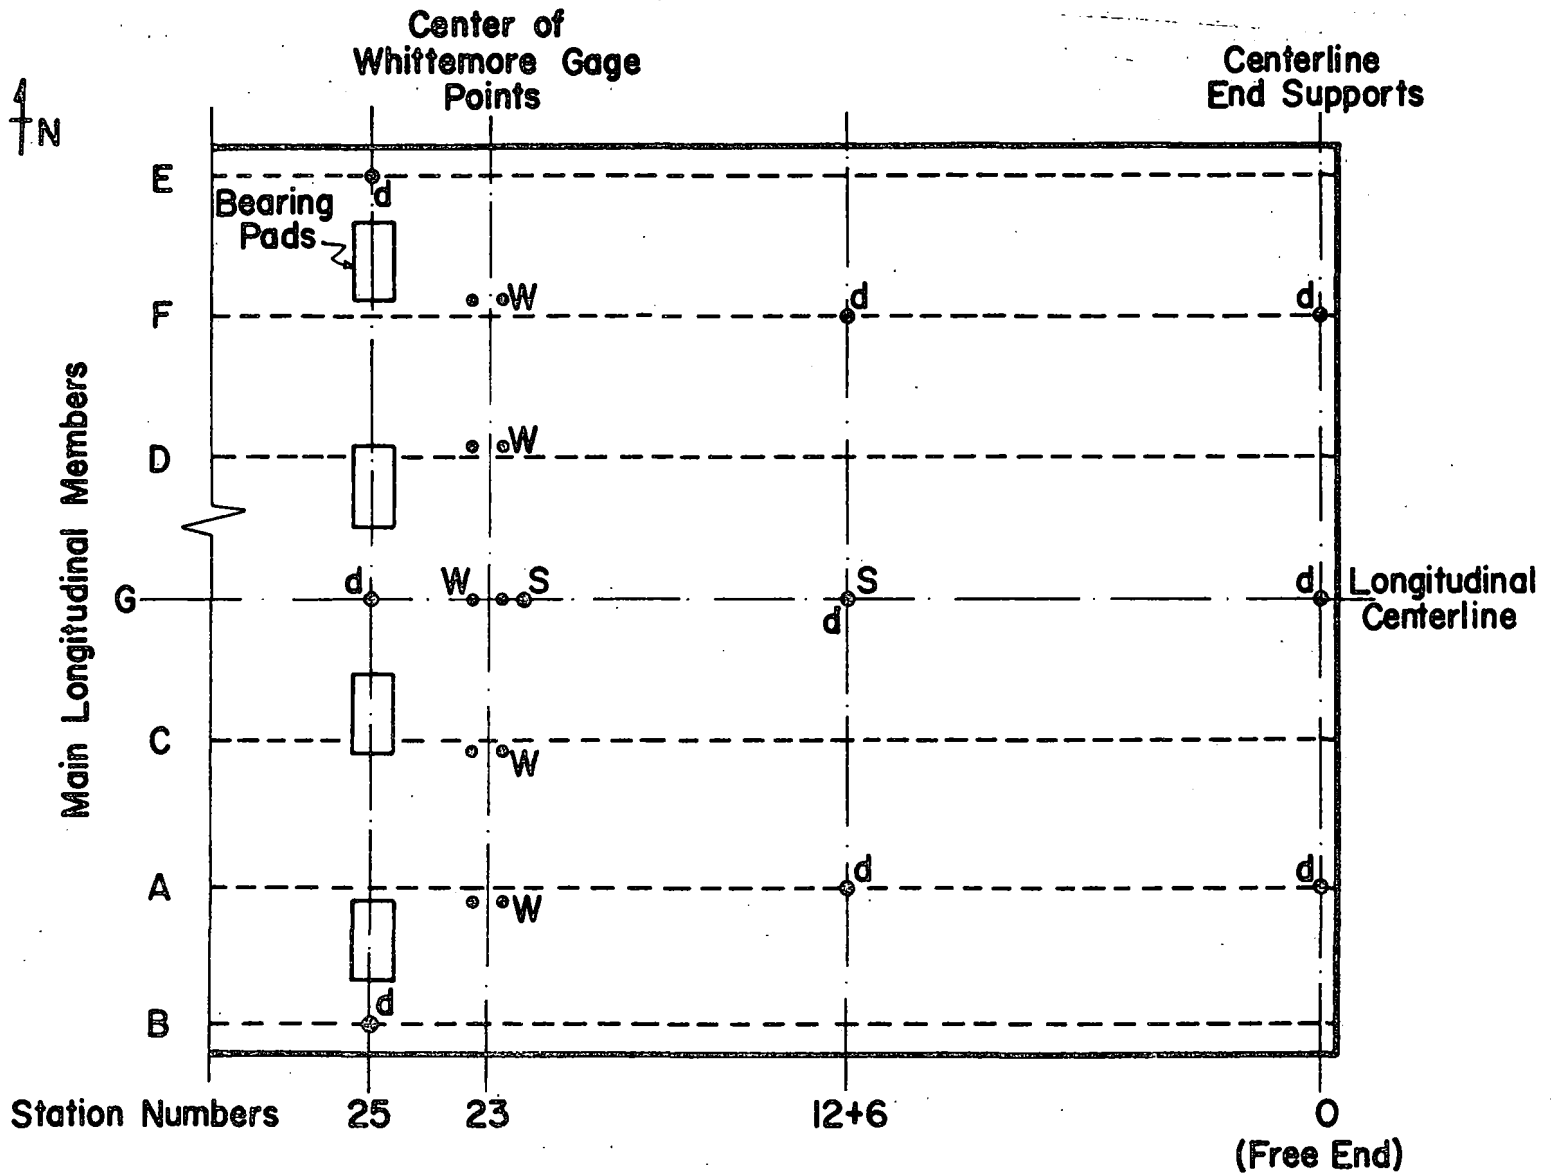 Center of
Whittemore Gage
Points
Centerline
End Supports
N
E
d
Bearing
Pads
W
F
d
d
W
D
Main Longitudinal Members
G
d
W
S
S
d
d
Longitudinal
Centerline
C
W
A
d
d
W
B
d
Station Numbers
25
23
12+6
0
(Free End)